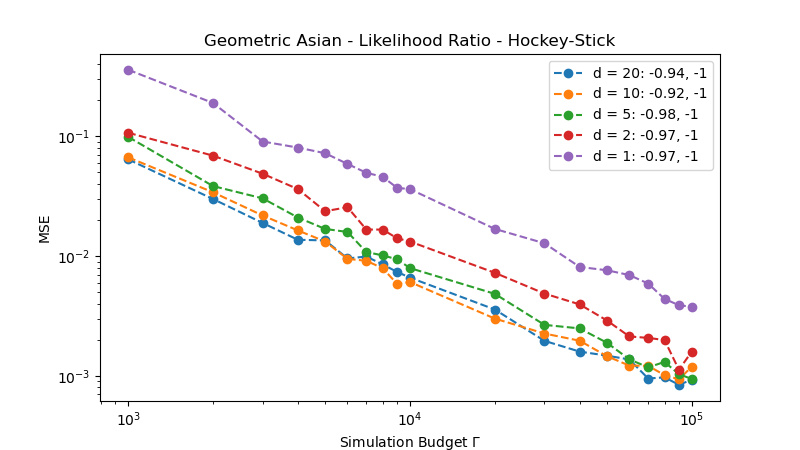 Geometric Asian - Likelihood Ratio - Hockey-Stick
d = 20: -0.94, -1
d = 10: -0.92, -1
d = 5: -0.98, -1
d = 2: -0.97, -1
d = 1: -0.97, -1
MSE
10⁻¹
10⁻²
10⁻³
10³
10⁴
10⁵
Simulation Budget Γ